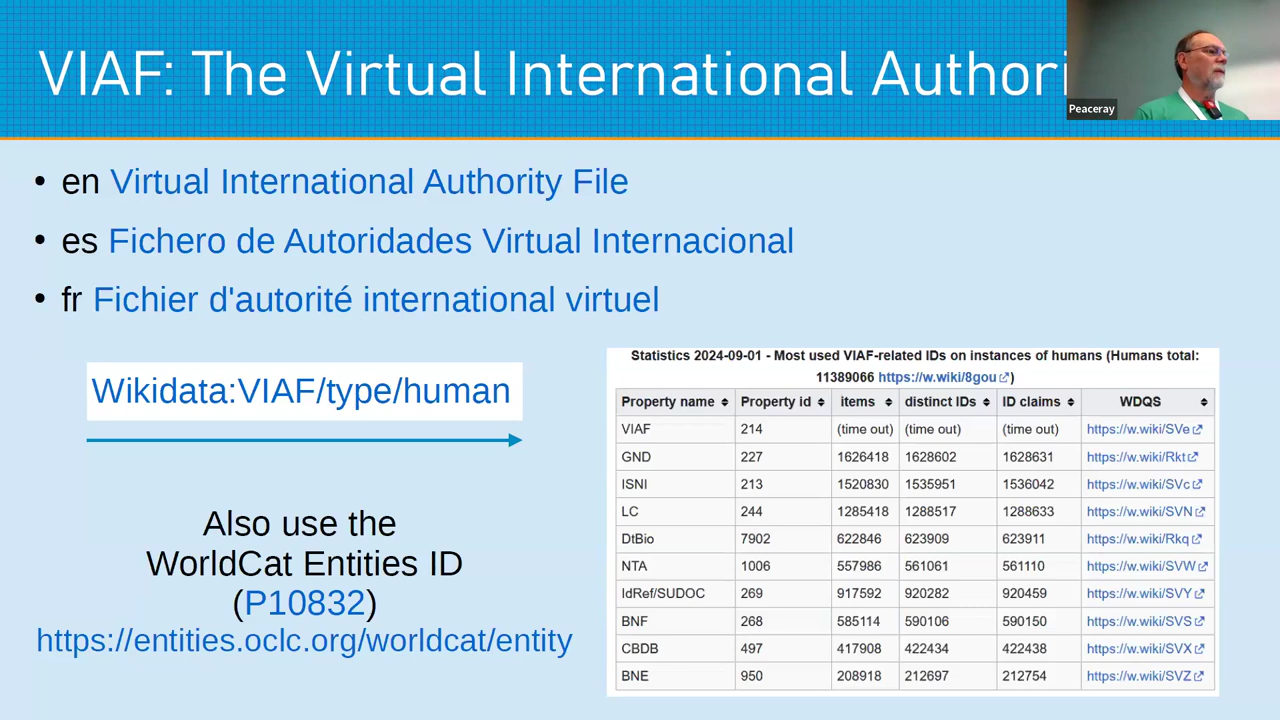 VIAF: The Virtual International Authori
Peaceray
• en Virtual International Authority File
• es Fichero de Autoridades Virtual Internacional
• fr Fichier d'autorité international virtuel
Wikidata:VIAF/type/human
Also use the
WorldCat Entities ID
(P10832)
https://entities.oclc.org/worldcat/entity
Statistics 2024-09-01 - Most used VIAF-related IDs on instances of humans (Humans total:
11389066 https://w.wiki/8gou)
Property name Property id items distinct IDs ID claims WDQS
VIAF 214 (time out) (time out) (time out) https://w.wiki/SVe
GND 227 1626418 1628602 1628631 https://w.wiki/Rkt
ISNI 213 1520830 1535951 1536042 https://w.wiki/SVc
LC 244 1285418 1288517 1288633 https://w.wiki/SVN
DtBio 7902 622846 623909 623911 https://w.wiki/Rkq
NTA 1006 557986 561061 561110 https://w.wiki/SVW
IdRef/SUDOC 269 917592 920282 920459 https://w.wiki/SVY
BNF 268 585114 590106 590150 https://w.wiki/SVS
CBDB 497 417908 422434 422438 https://w.wiki/SVX
BNE 950 208918 212697 212754 https://w.wiki/SVZ